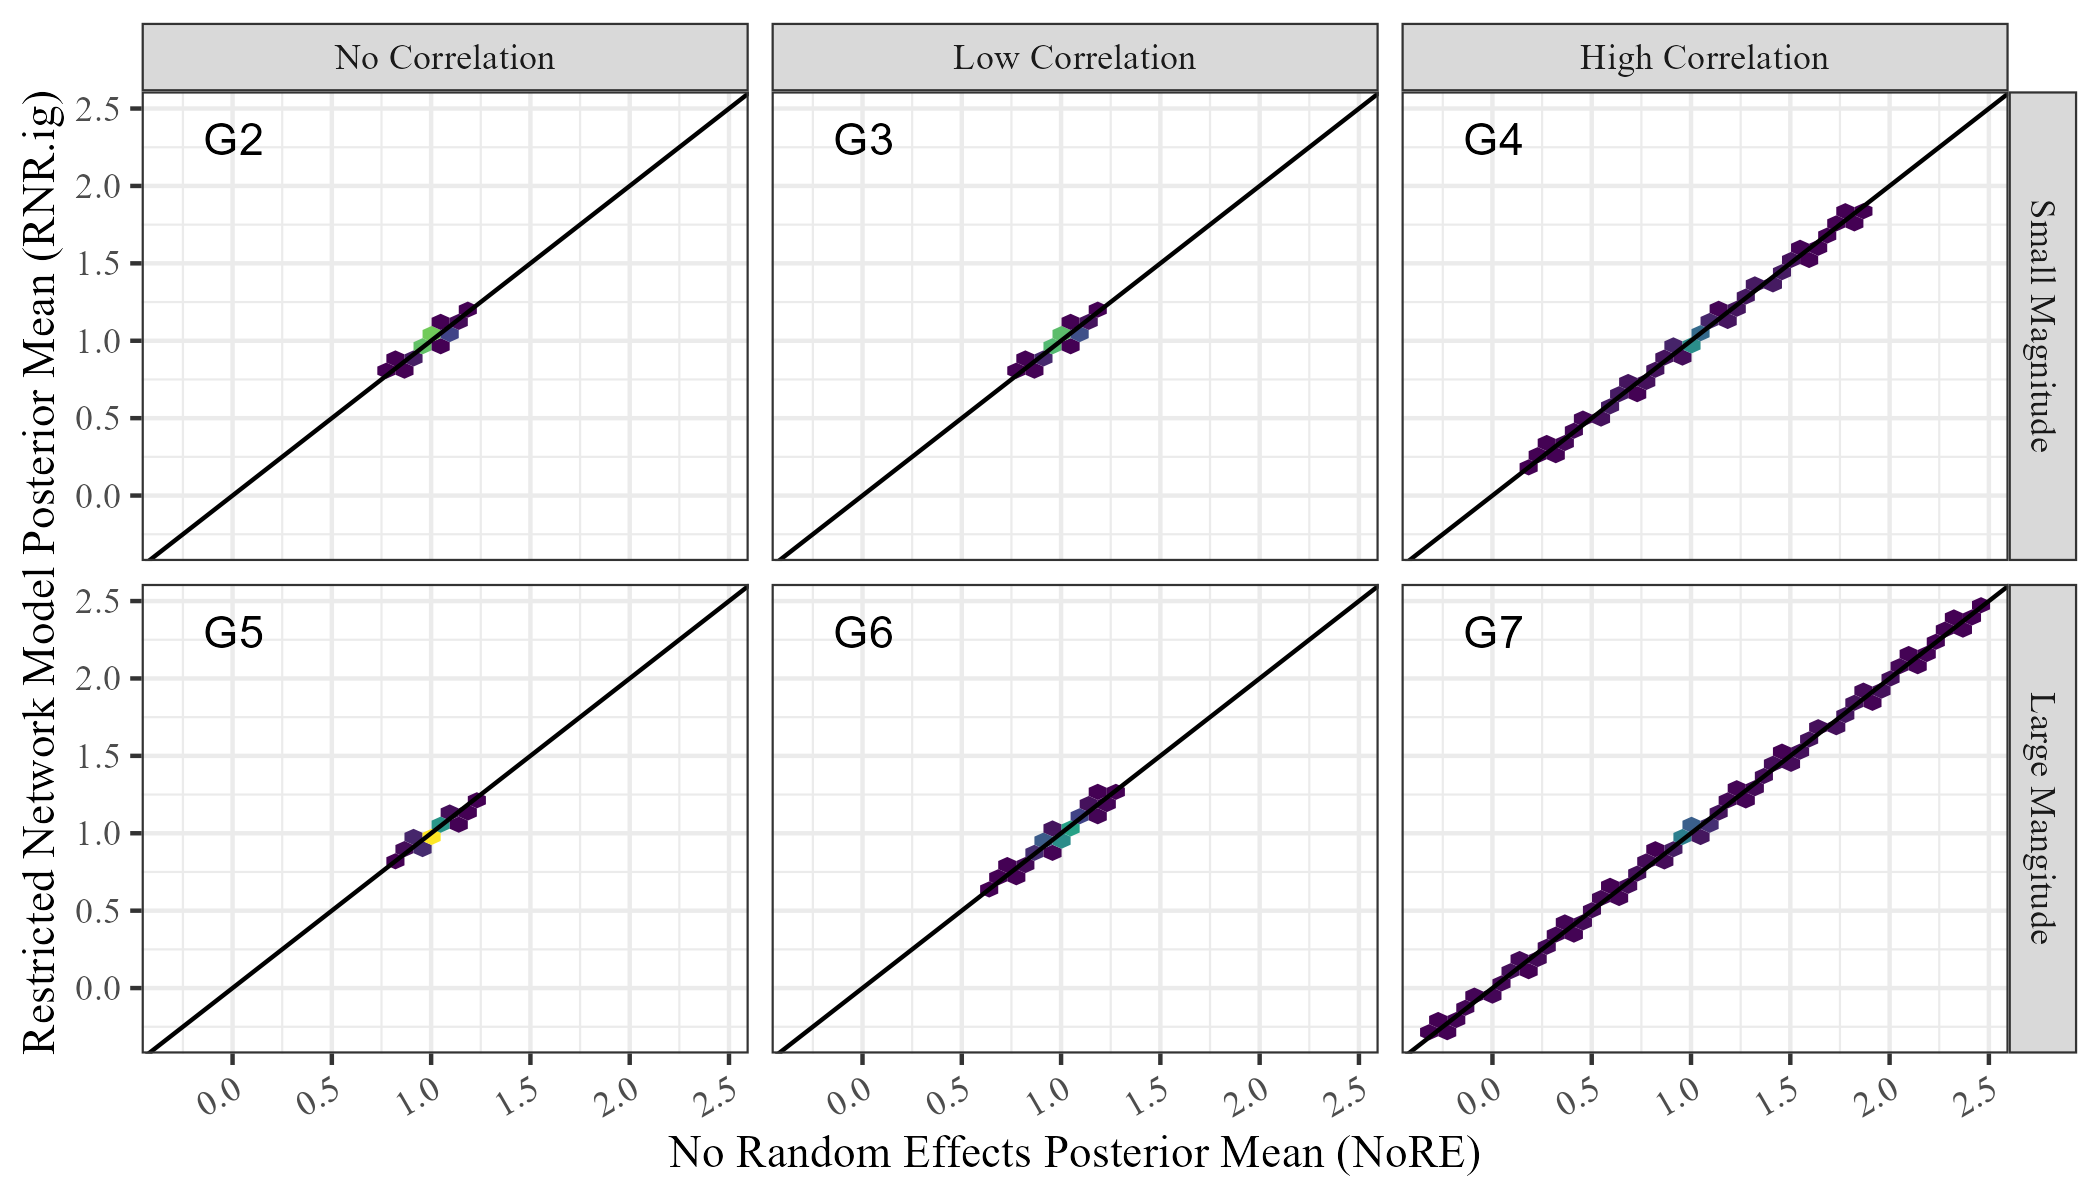 No Correlation
Low Correlation
High Correlation
Restricted Network Model Posterior Mean (RNR.ig)
2.5
2.0
1.5
1.0
0.5
0.0
G2
G3
G4
Small Magnitude
2.5
2.0
1.5
1.0
0.5
0.0
G5
G6
G7
Large Mangitude
0.0 0.5 1.0 1.5 2.0 2.5
0.0 0.5 1.0 1.5 2.0 2.5
0.0 0.5 1.0 1.5 2.0 2.5
No Random Effects Posterior Mean (NoRE)